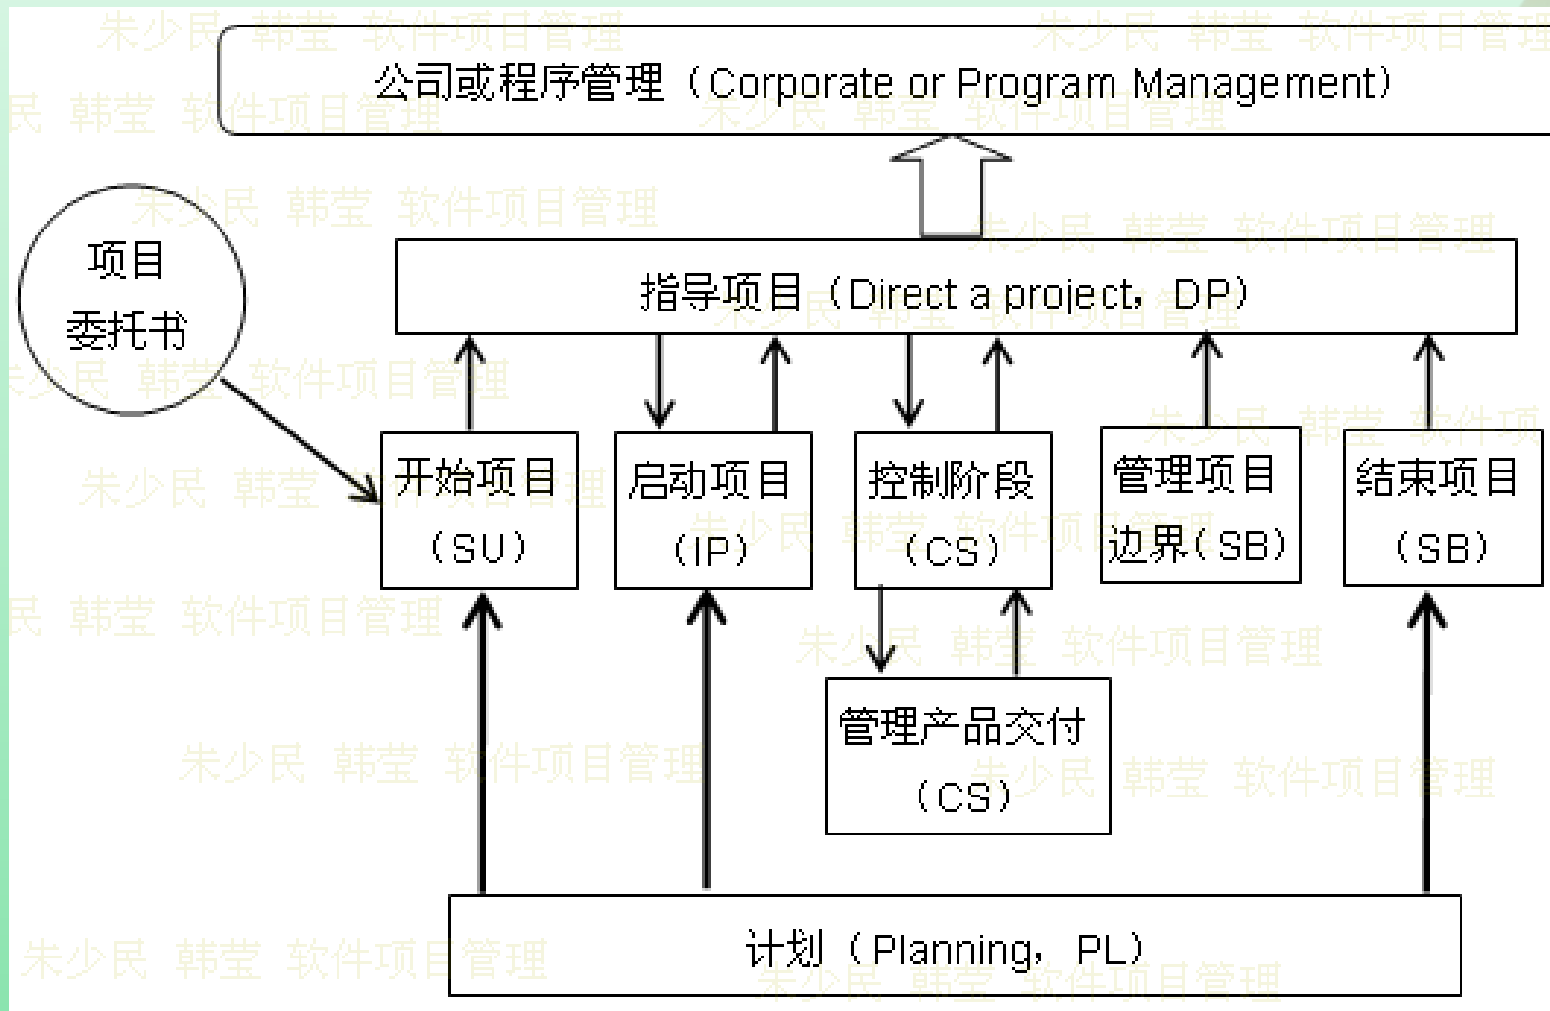 公司或程序管理（Corporate or Program Management）
项目
委托书
指导项目（Direct a project，DP）
开始项目
（SU）
启动项目
（IP）
控制阶段
（CS）
管理项目
边界（SB）
结束项目
（SB）
管理产品交付
（CS）
计划（Planning，PL）
朱少民 韩莹 软件项目管理